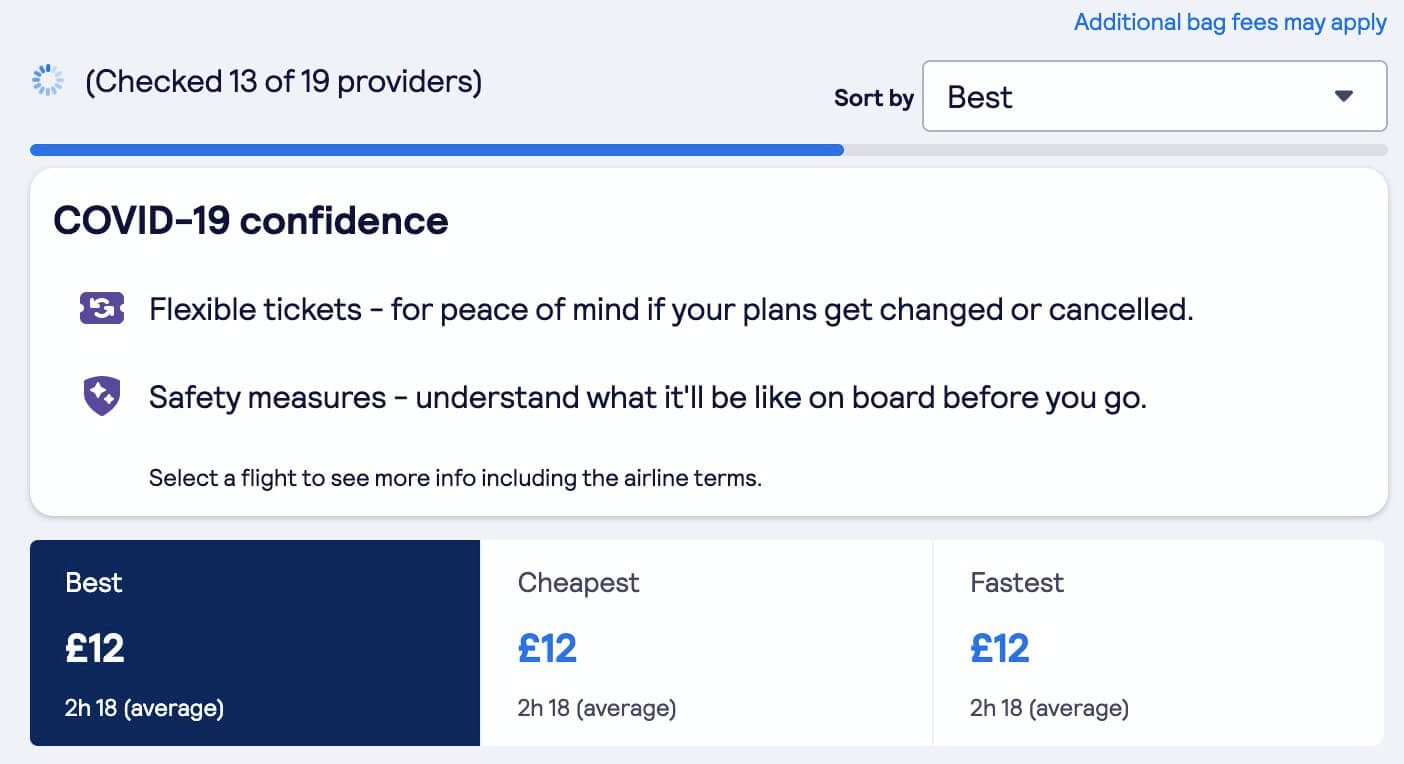 Additional bag fees may apply
(Checked 13 of 19 providers)
Sort by Best
COVID-19 confidence
Flexible tickets - for peace of mind if your plans get changed or cancelled.
Safety measures - understand what it'll be like on board before you go.
Select a flight to see more info including the airline terms.
Best
£12
2h 18 (average)
Cheapest
£12
2h 18 (average)
Fastest
£12
2h 18 (average)